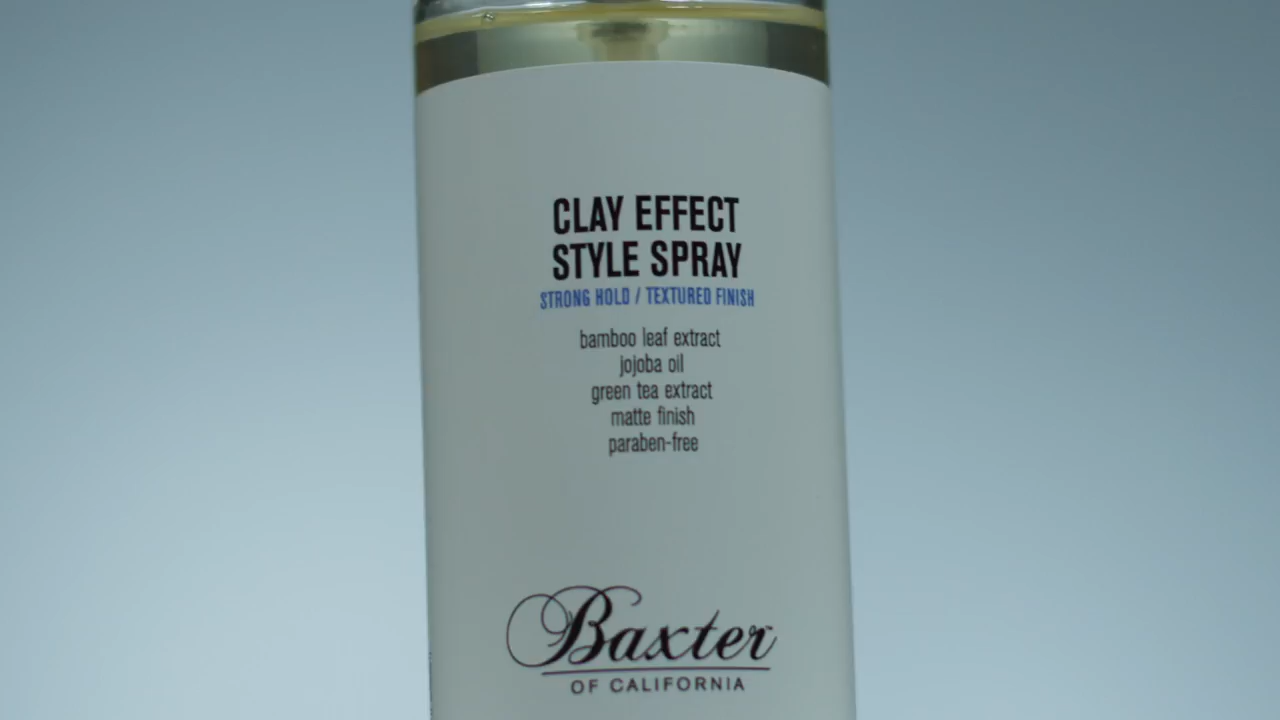 CLAY EFFECT
STYLE SPRAY
STRONG HOLD / TEXTURED FINISH
bamboo leaf extract
jojoba oil
green tea extract
matte finish
paraben-free
Baxter™
OF CALIFORNIA